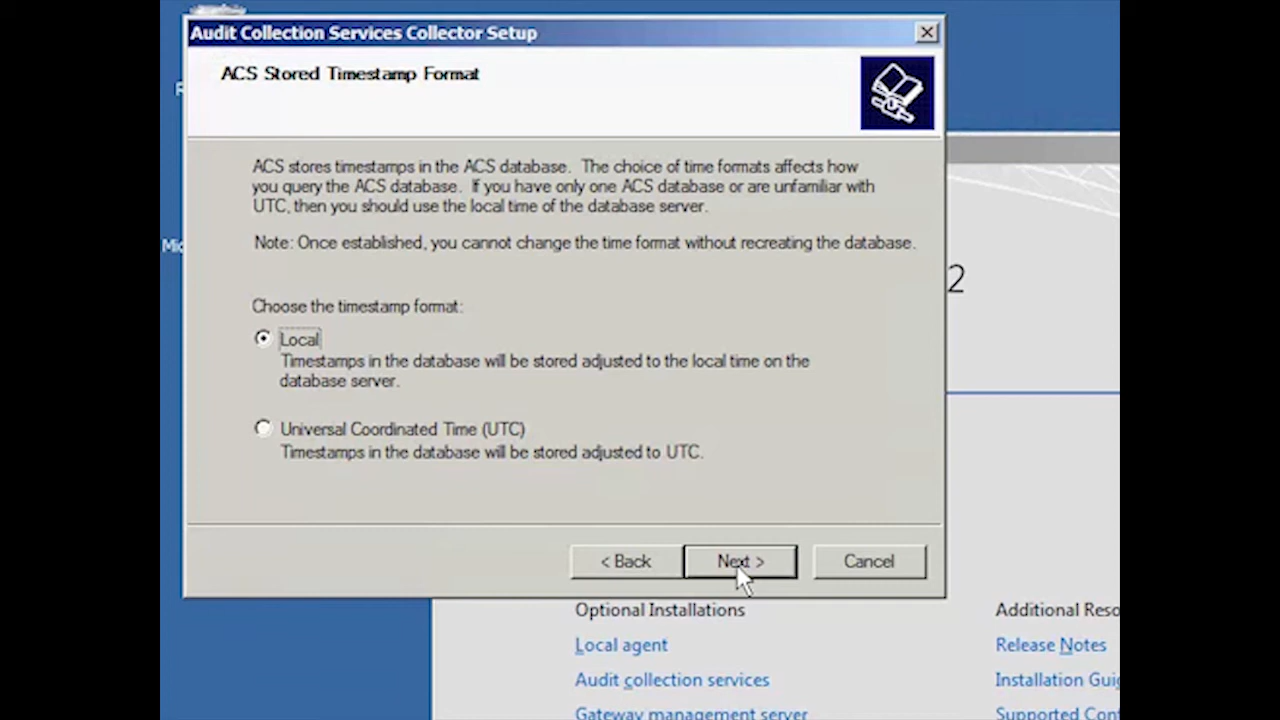 Audit Collection Services Collector Setup
ACS Stored Timestamp Format
ACS stores timestamps in the ACS database. The choice of time formats affects how
you query the ACS database. If you have only one ACS database or are unfamiliar with
UTC, then you should use the local time of the database server.
Note: Once established, you cannot change the time format without recreating the database.
2
Choose the timestamp format:
Local
Timestamps in the database will be stored adjusted to the local time on the
database server.
Universal Coordinated Time (UTC)
Timestamps in the database will be stored adjusted to UTC.
< Back Next > Cancel
Optional Installations
Additional
Local agent
Release Notes
Audit collection services
Installation
Gateway management server
Supported